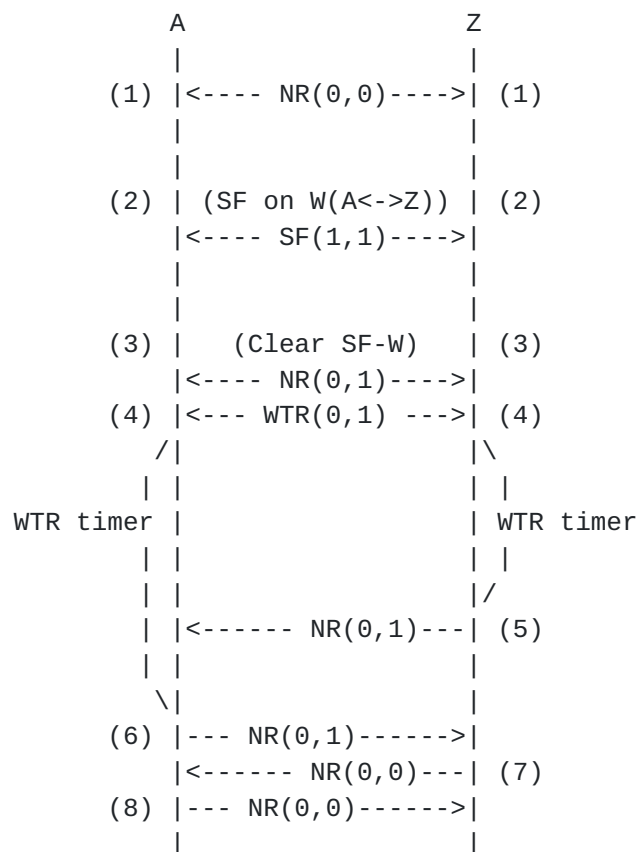 A                   Z
|                   |
(1) |<---- NR(0,0)---->| (1)
|                   |
|                   |
(2) | (SF on W(A<->Z)) | (2)
|<---- SF(1,1)---->|
|                   |
|                   |
(3) |   (Clear SF-W)   | (3)
|<---- NR(0,1)---->|
(4) |<--- WTR(0,1) --->| (4)
/|                  |\
| |                  | |
WTR timer |                  | WTR timer
| |                  | |
| |                  |/
| |<------ NR(0,1)---| (5)
| |                  |
\|                  |
(6) |--- NR(0,1)------>|
|<------ NR(0,0)---| (7)
(8) |--- NR(0,0)------>|
|                  |